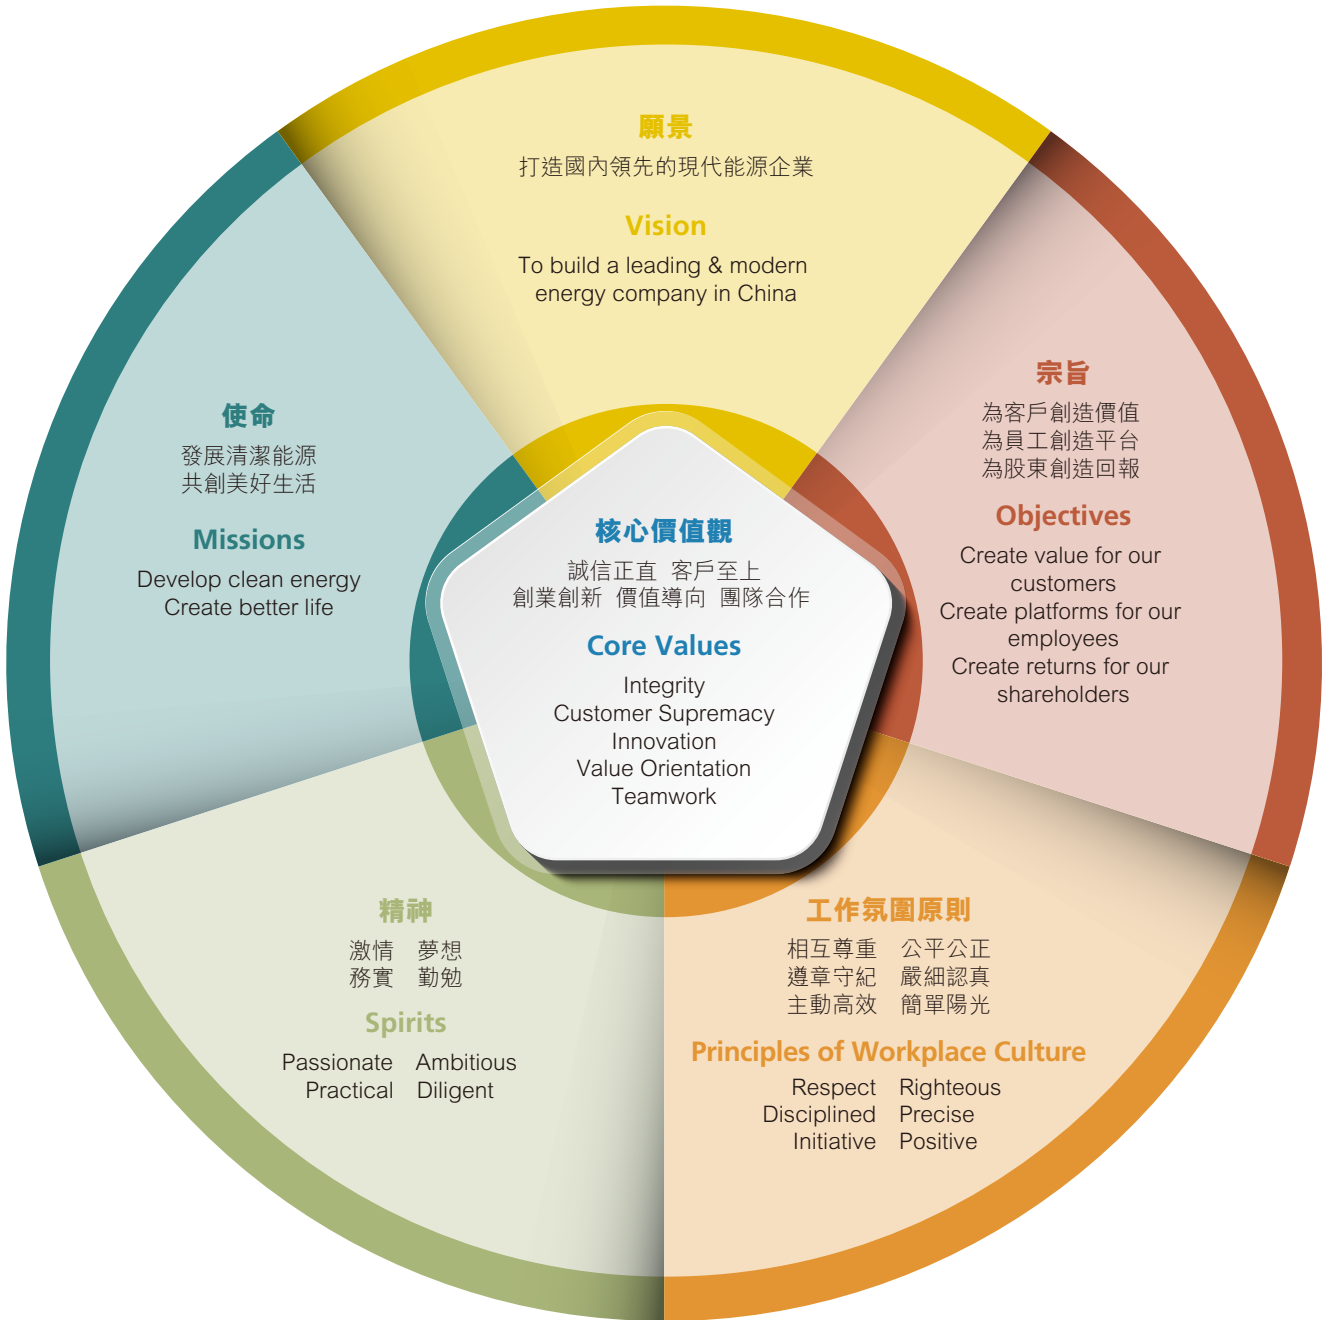 願景
打造國內領先的現代能源企業
Vision
To build a leading & modern
energy company in China
宗旨
為客戶創造價值
為員工創造平台
為股東創造回報
Objectives
Create value for our
customers
Create platforms for our
employees
Create returns for our
shareholders
使命
發展清潔能源
共創美好生活
Missions
Develop clean energy
Create better life
核心價值觀
誠信正直 客戶至上
創業創新 價值導向 團隊合作
Core Values
Integrity
Customer Supremacy
Innovation
Value Orientation
Teamwork
精神
激情 夢想
務實 勤勉
Spirits
Passionate Ambitious
Practical Diligent
工作氛圍原則
相互尊重 公平公正
遵章守紀 嚴細認真
主動高效 簡單陽光
Principles of Workplace Culture
Respect Righteous
Disciplined Precise
Initiative Positive